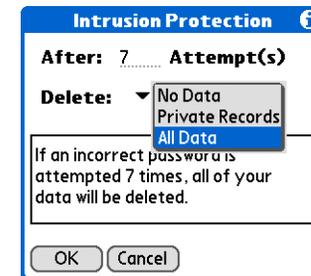 Intrusion Protection i
After: 7 Attempt(s)
Delete: No Data
Private Records
All Data
If an incorrect password is
attempted 7 times, all of your
data will be deleted.
OK Cancel